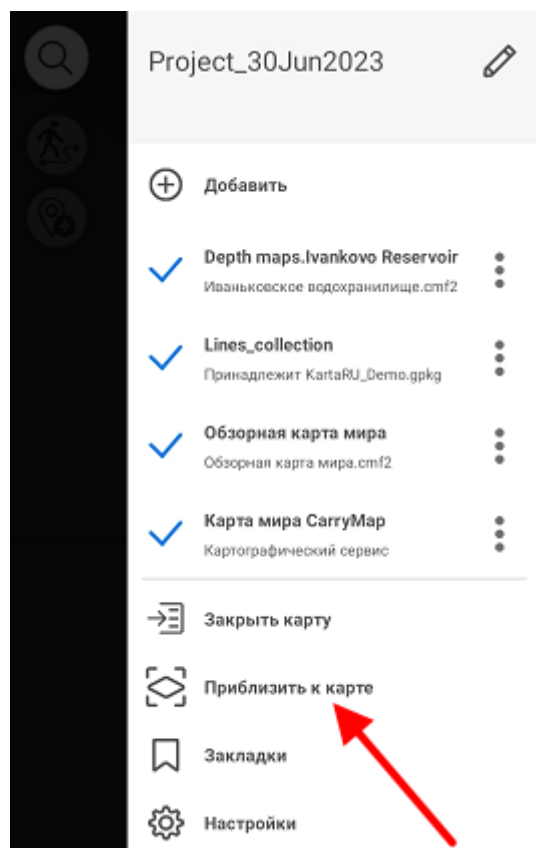 Project_30Jun2023
Добавить
Depth maps.Ivankovo Reservoir
Иваньковское водохранилище.cmf2
Lines_collection
Принадлежит KartaRU_Demo.gpkg
Обзорная карта мира
Обзорная карта мира.cmf2
Карта мира CarryMap
Картографический сервис
Закрыть карту
Приблизить к карте
Закладки
Настройки